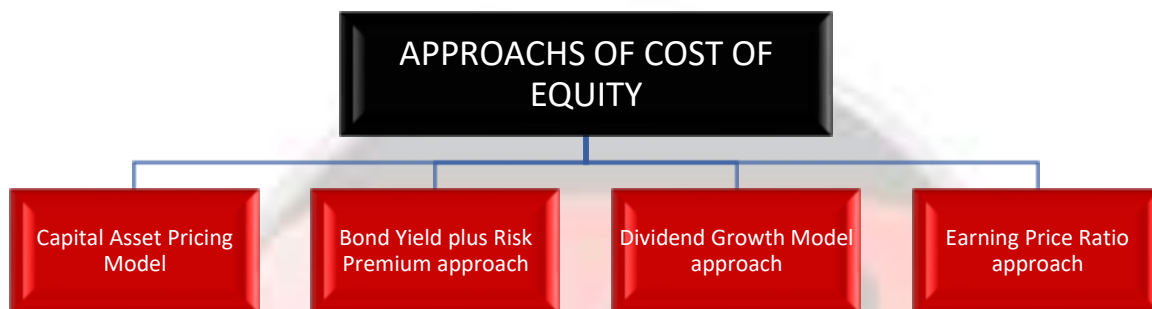 APPROACHS OF COST OF
EQUITY
Capital Asset Pricing
Model
Bond Yield plus Risk
Premium approach
Dividend Growth Model
approach
Earning Price Ratio
approach